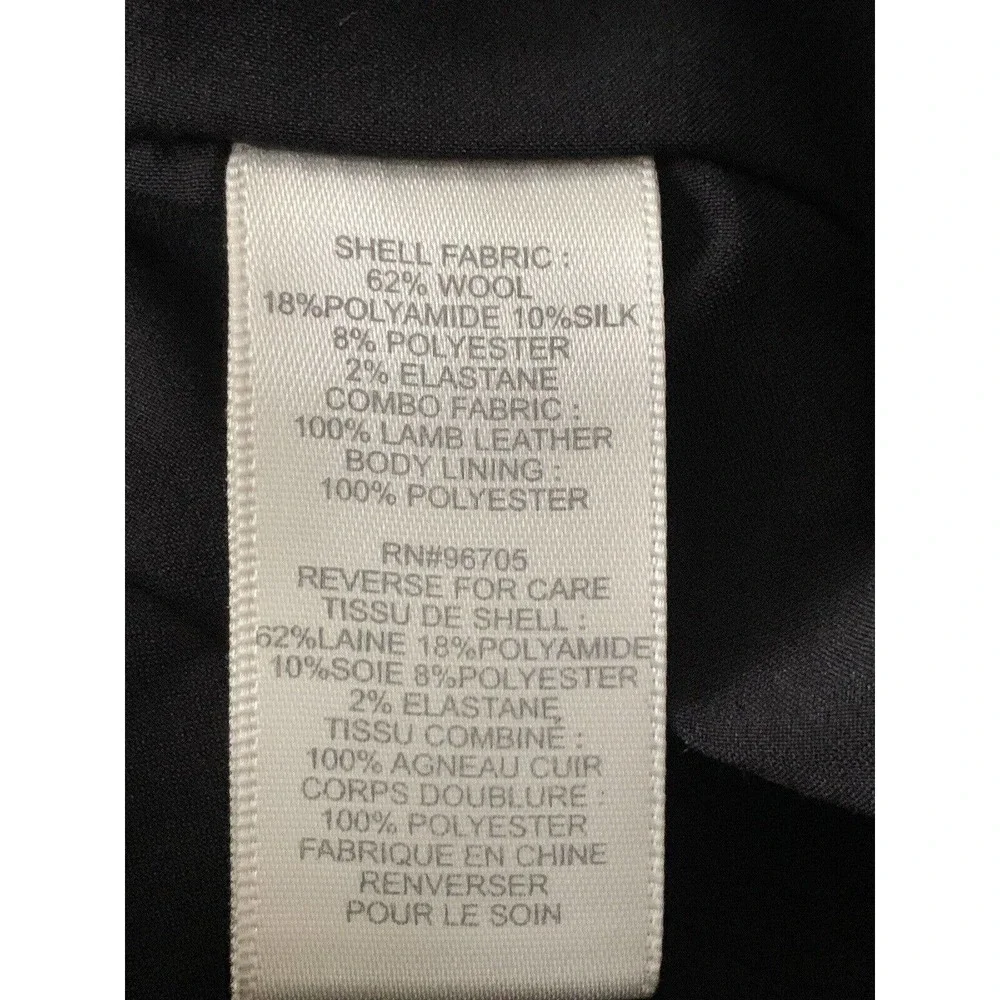 SHELL FABRIC :
62% WOOL
18%POLYAMIDE 10%SILK
8% POLYESTER
2% ELASTANE
COMBO FABRIC :
100% LAMB LEATHER
BODY LINING :
100% POLYESTER
RN#96705
REVERSE FOR CARE
TISSU DE SHELL :
62%LAINE 18%POLYAMIDE
10%SOIE 8%POLYESTER
2% ELASTANE
TISSU COMBINÉ :
100% AGNEAU CUIR
CORPS DOUBLURE :
100% POLYESTER
FABRIQUE EN CHINE
RENVERSER
POUR LE SOIN